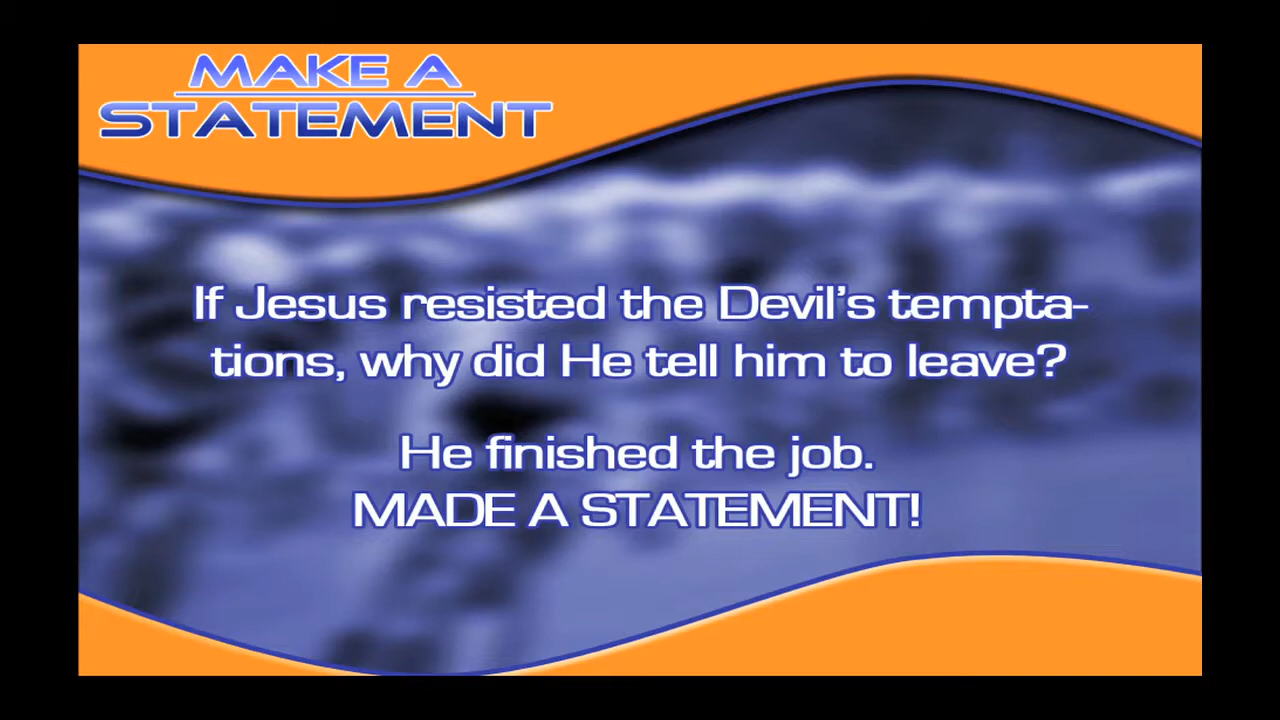 MAKE A
STATEMENT
If Jesus resisted the Devil's tempta-
tions, why did He tell him to leave?
He finished the job.
MADE A STATEMENT!